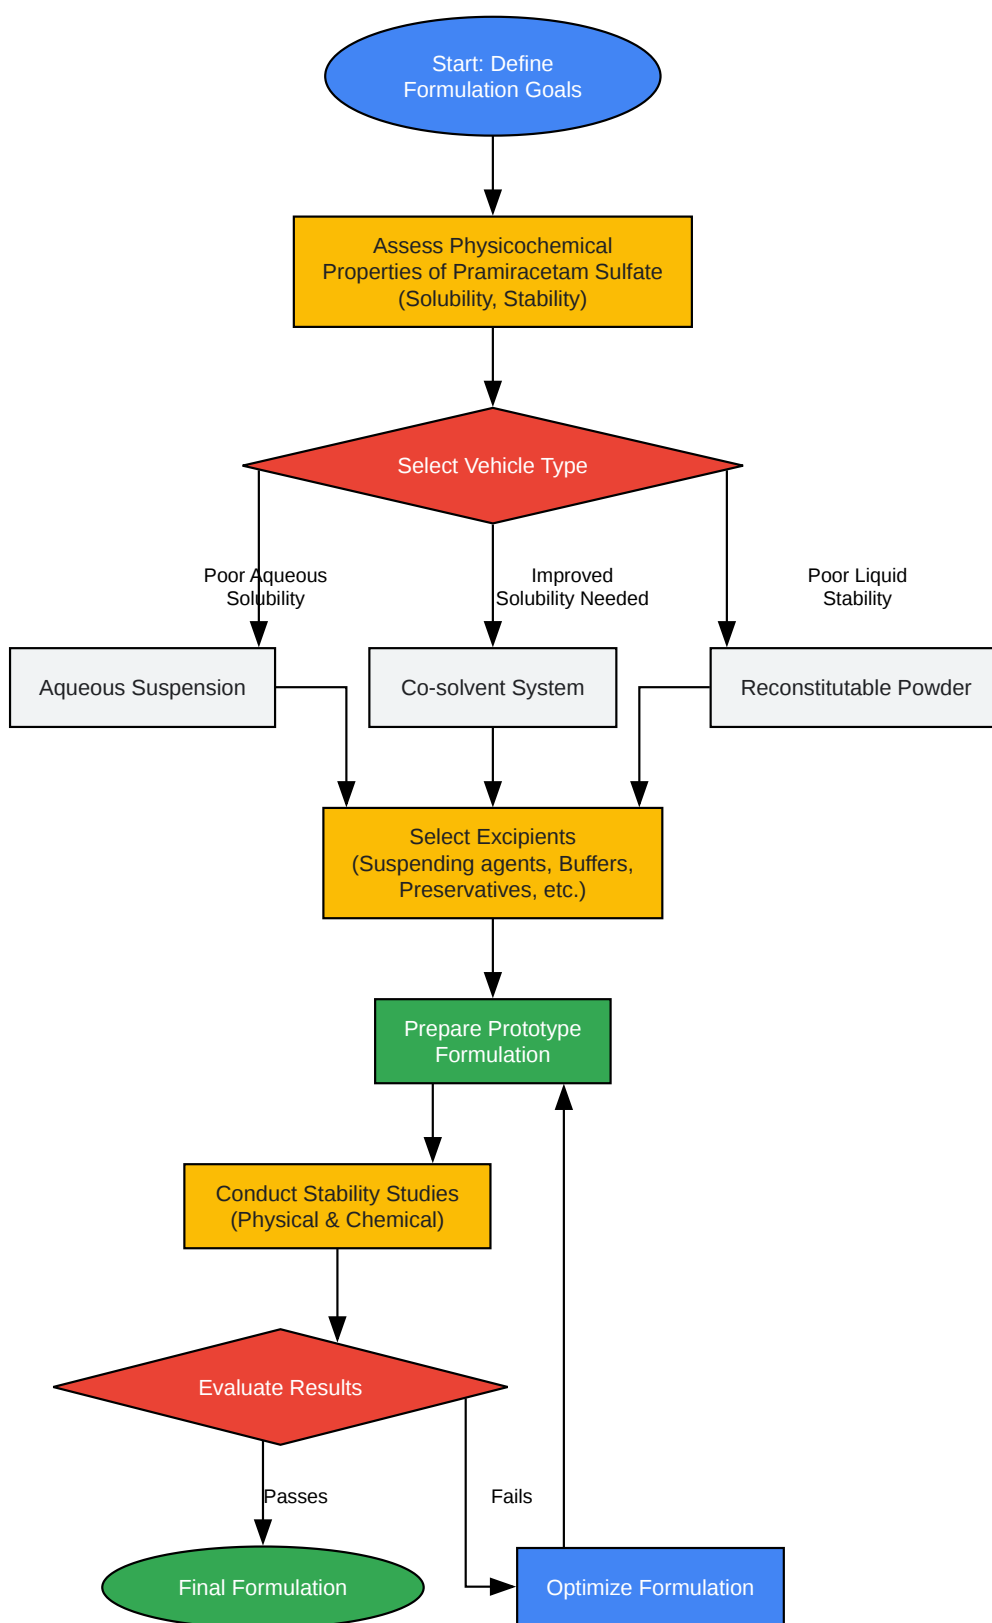 Start: Define
Formulation Goals
Assess Physicochemical
Properties of Pramiracetam Sulfate
(Solubility, Stability)
Select Vehicle Type
Poor Aqueous
Solubility
Improved
Solubility Needed
Poor Liquid
Stability
Aqueous Suspension
Co-solvent System
Reconstitutable Powder
Select Excipients
(Suspending agents, Buffers,
Preservatives, etc.)
Prepare Prototype
Formulation
Conduct Stability Studies
(Physical & Chemical)
Evaluate Results
Passes
Fails
Final Formulation
Optimize Formulation